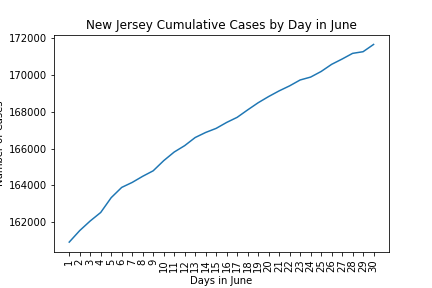 New Jersey Cumulative Cases by Day in June
172000
170000
168000
166000
164000
162000
Number of Cases
1 2 3 4 5 6 7 8 9 10 11 12 13 14 15 16 17 18 19 20 21 22 23 24 25 26 27 28 29 30
Days in June